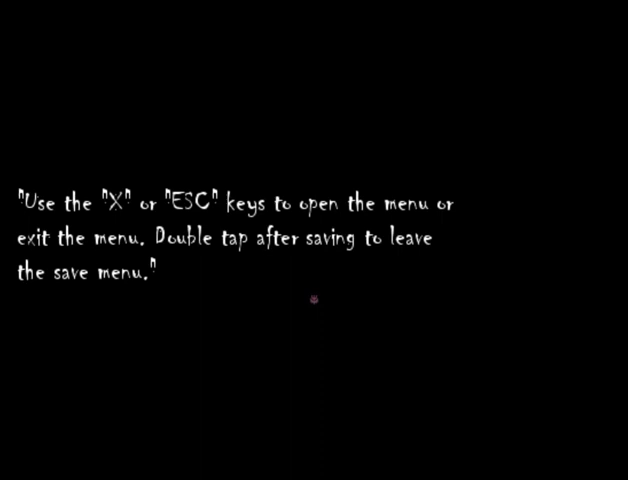 "Use the "X" or "ESC" keys to open the menu or
exit the menu. Double tap after saving to leave
the save menu."